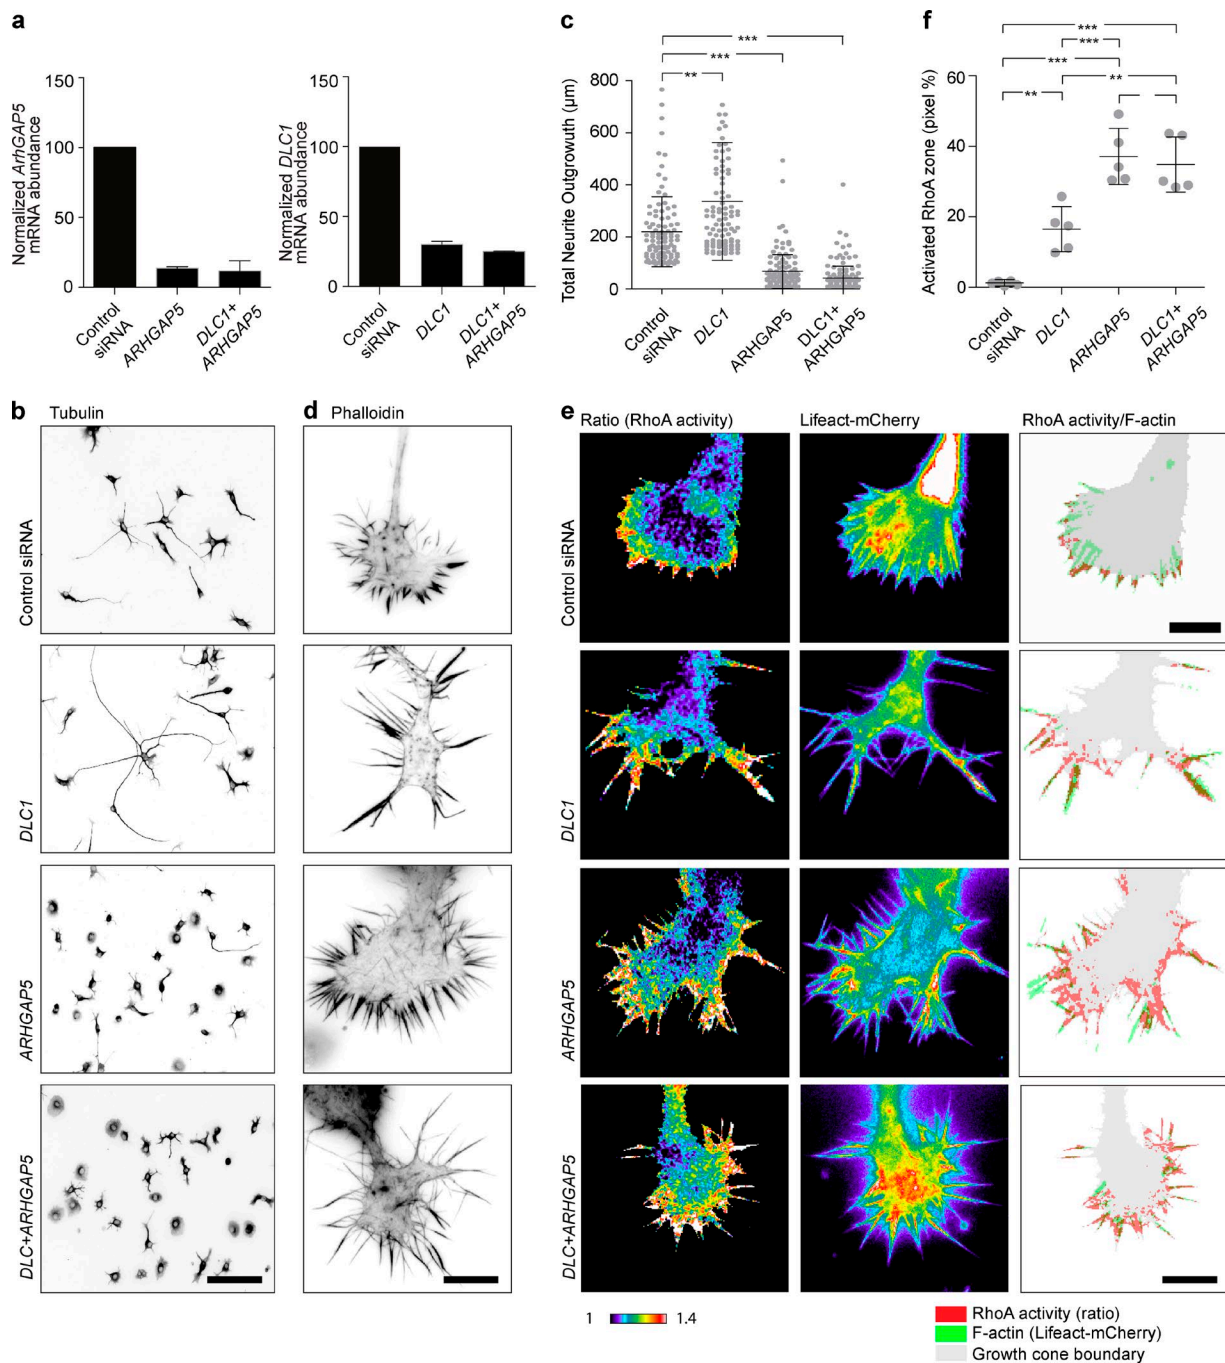 a
Normalized ArhGAP5
mRNA abundance
150
100
50
0
Control
siRNA
ARHGAP5
DLC1+
ARHGAP5
Normalized DLC1
mRNA abundance
150
100
50
0
Control
siRNA
DLC1
DLC1+
ARHGAP5
c
***
***
**
Total Neurite Outgrowuth (µm)
800
600
400
200
0
Control
siRNA
DLC1
ARHGAP5
DLC1+
ARHGAP5
f
***
***
***
**
**
Activated RhoA zone (pixel %)
60
40
20
0
Control
siRNA
DLC1
ARHGAP5
DLC1+
ARHGAP5
b
Tubulin
d
Phalloidin
e
Ratio (RhoA activity)
Lifeact-mCherry
RhoA activity/F-actin
Control siRNA
Control siRNA
DLC1
DLC1
ARHGAP5
ARHGAP5
DLC+ARHGAP5
DLC+ARHGAP5
1
1.4
RhoA activity (ratio)
F-actin (Lifeact-mCherry)
Growth cone boundary